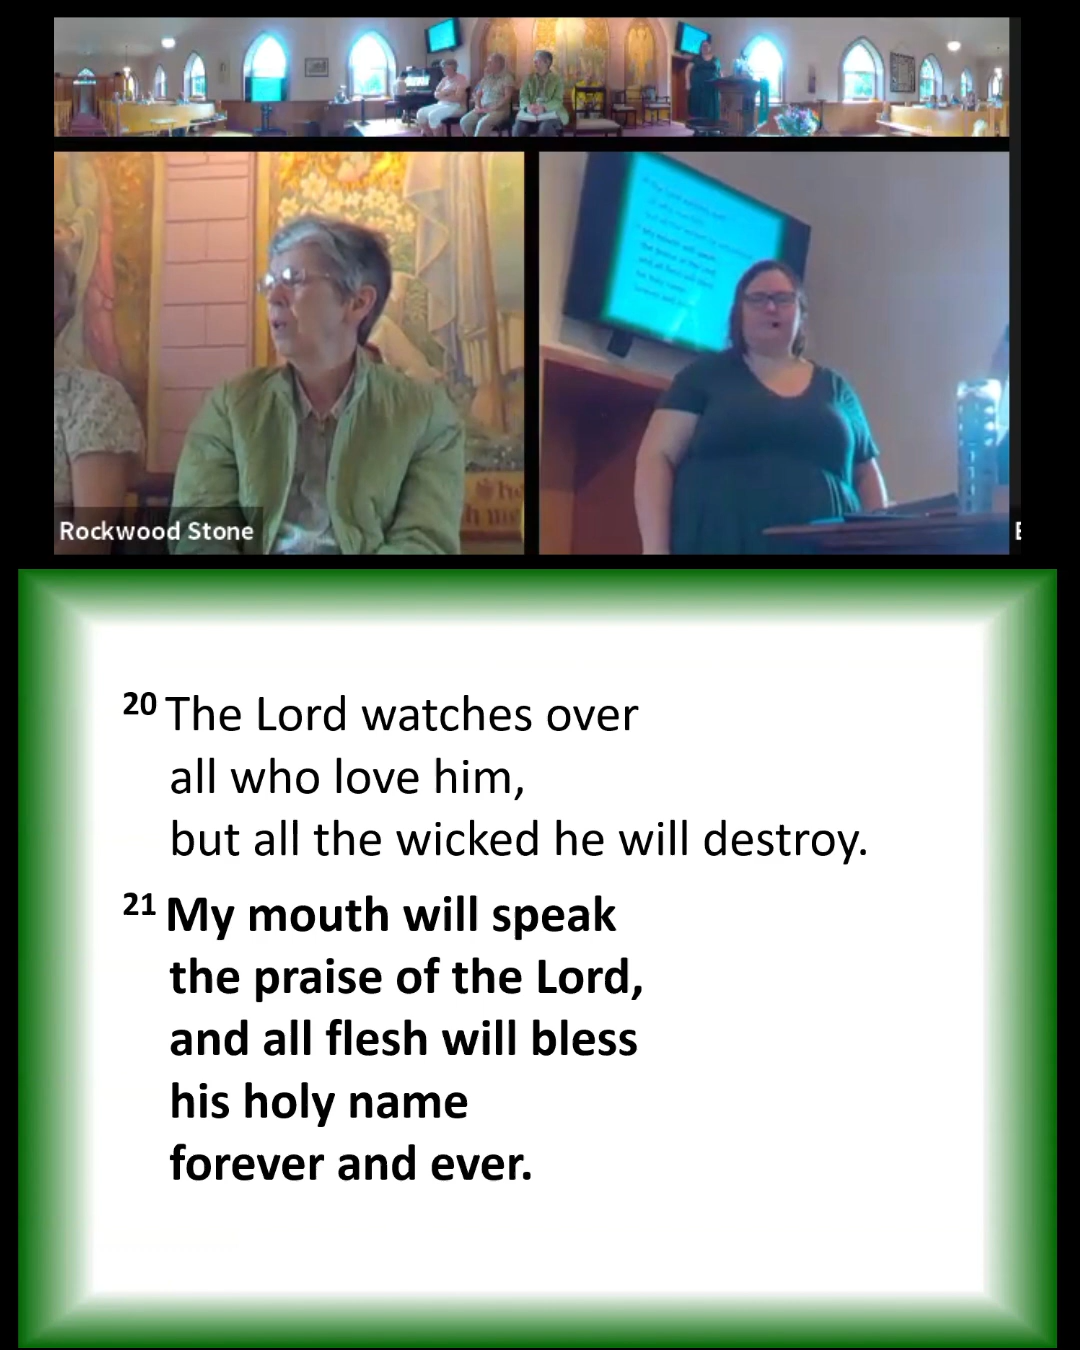 Rockwood Stone
20 The Lord watches over
all who love him,
but all the wicked he will destroy.
21 My mouth will speak
the praise of the Lord,
and all flesh will bless
his holy name
forever and ever.